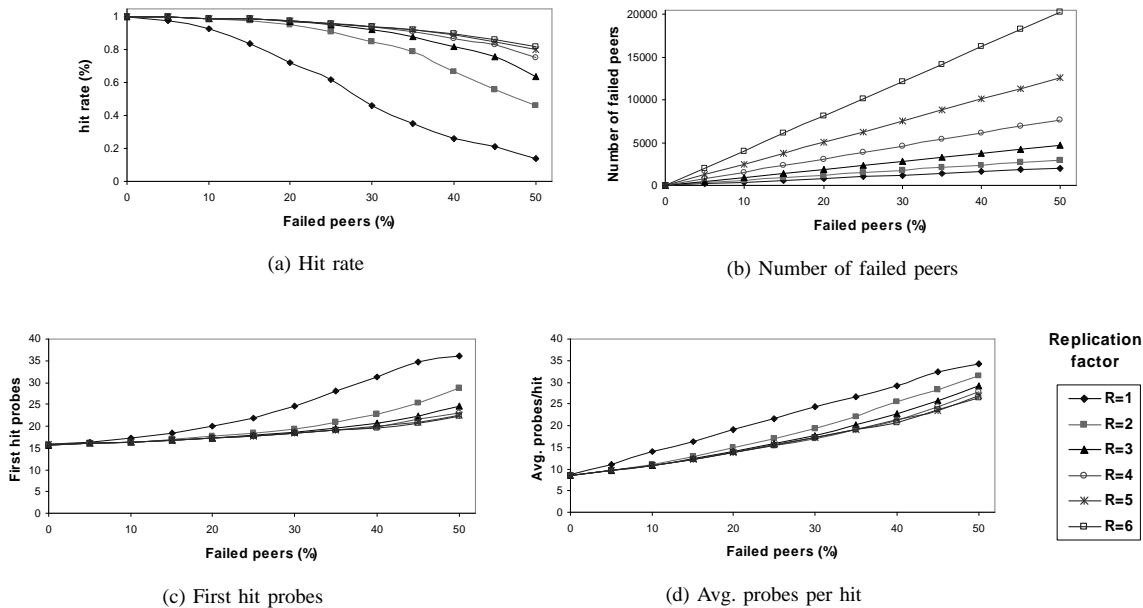 hit rate (%)
1
0.8
0.6
0.4
0.2
0
0 10 20 30 40 50
Failed peers (%)
(a) Hit rate
Number of failed peers
20000
15000
10000
5000
0
0 10 20 30 40 50
Failed peers (%)
(b) Number of failed peers
First hit probes
40
35
30
25
20
15
10
5
0
0 10 20 30 40 50
Failed peers (%)
(c) First hit probes
Avg. probes/hit
40
35
30
25
20
15
10
5
0
0 10 20 30 40 50
Failed peers (%)
(d) Avg. probes per hit
Replication
factor
R=1
R=2
R=3
R=4
R=5
R=6